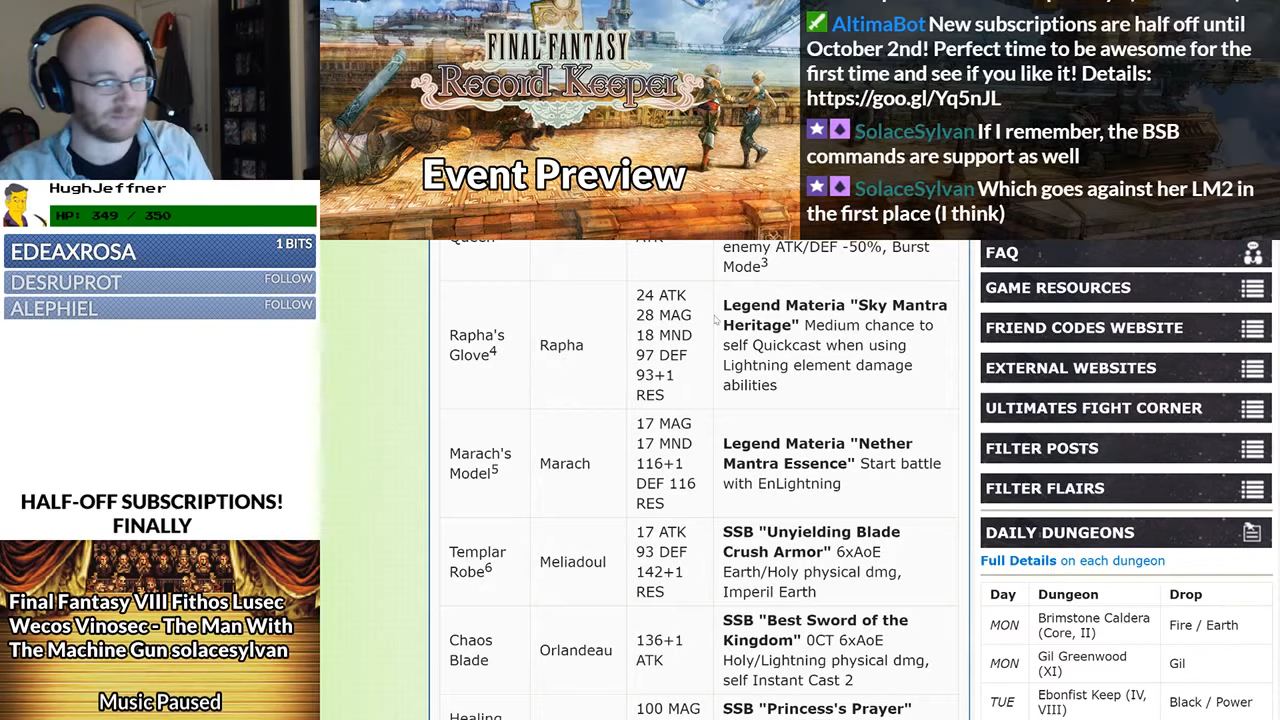 HughJeffner
HP: 349 / 350
EDEAXROSA 1 BITS
DESRUPROT FOLLOW
ALEPHIEL FOLLOW
HALF-OFF SUBSCRIPTIONS!
FINALLY
Final Fantasy VIII Fithos Lusec
Wecos Vinosec - The Man With
The Machine Gun solacesylvan
Music Paused
FINAL FANTASY
Record Keeper
Event Preview
AltimaBot New subscriptions are half off until
October 2nd! Perfect time to be awesome for the
first time and see if you like it! Details:
https://goo.gl/Yq5nJL
SolaceSylvan If I remember, the BSB
commands are support as well
SolaceSylvan Which goes against her LM2 in
the first place (I think)
enemy ATK/DEF -50%, Burst
Mode3
Rapha's
Glove4
Rapha
24 ATK
28 MAG
18 MND
97 DEF
93+1
RES
Legend Materia "Sky Mantra
Heritage" Medium chance to
self Quickcast when using
Lightning element damage
abilities
Marach's
Model5
Marach
17 MAG
17 MND
116+1
DEF 116
RES
Legend Materia "Nether
Mantra Essence" Start battle
with EnLightning
Templar
Robe6
Meliadoul
17 ATK
93 DEF
142+1
RES
SSB "Unyielding Blade
Crush Armor" 6xAoE
Earth/Holy physical dmg,
Imperil Earth
Chaos
Blade
Orlandeau
136+1
ATK
SSB "Best Sword of the
Kingdom" 0CT 6xAoE
Holy/Lightning physical dmg,
self Instant Cast 2
Healing
100 MAG
SSB "Princess's Prayer"
FAQ
GAME RESOURCES
FRIEND CODES WEBSITE
EXTERNAL WEBSITES
ULTIMATES FIGHT CORNER
FILTER POSTS
FILTER FLAIRS
DAILY DUNGEONS
Full Details on each dungeon
Day Dungeon Drop
MON Brimstone Caldera
(Core, II) Fire / Earth
MON Gil Greenwood
(XI) Gil
TUE Ebonfist Keep (IV,
VIII) Black / Power